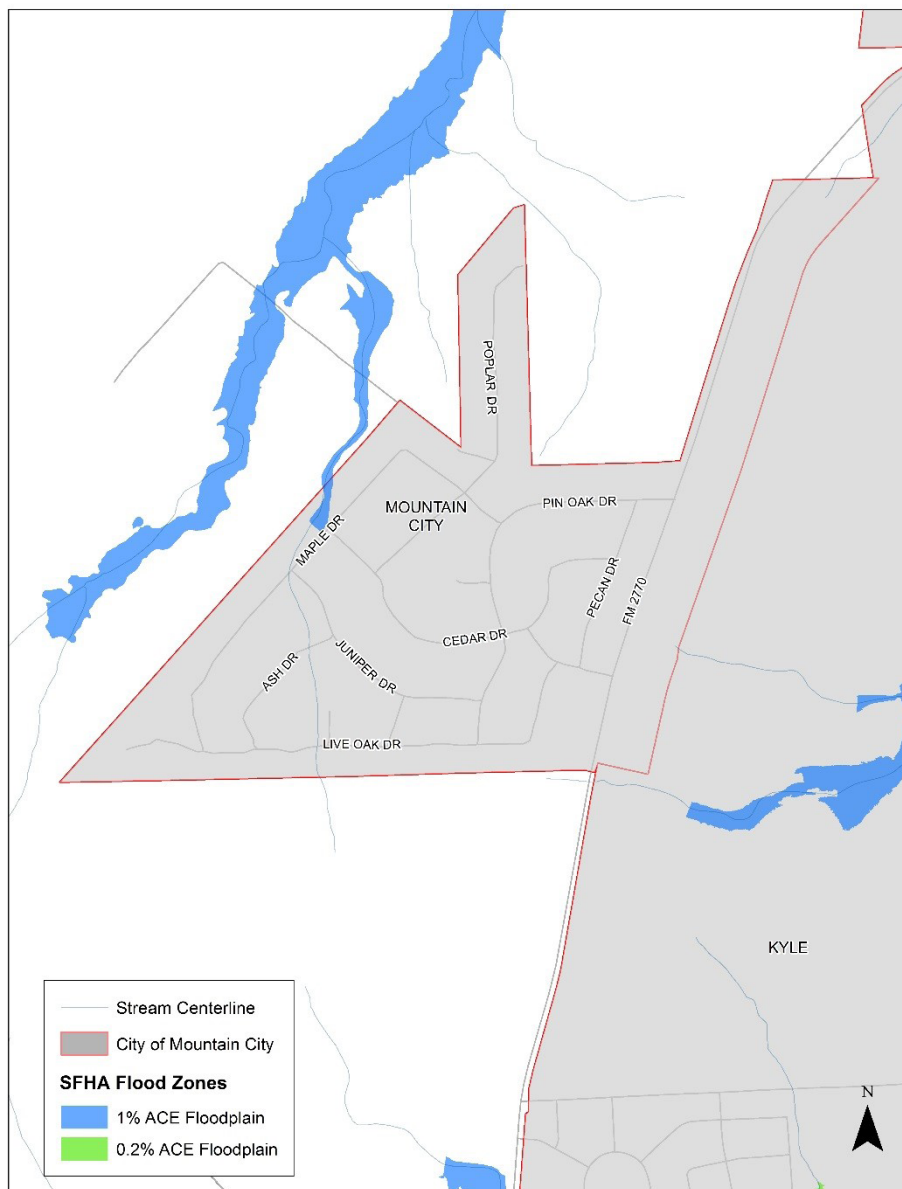 POPLAR DR
PIN OAK DR
MOUNTAIN
CITY
MAPLE DR
PECAN DR
FM 2770
CEDAR DR
ASH DR
JUNIPER DR
LIVE OAK DR
KYLE
Stream Centerline
City of Mountain City
SFHA Flood Zones
1% ACE Floodplain
0.2% ACE Floodplain
N